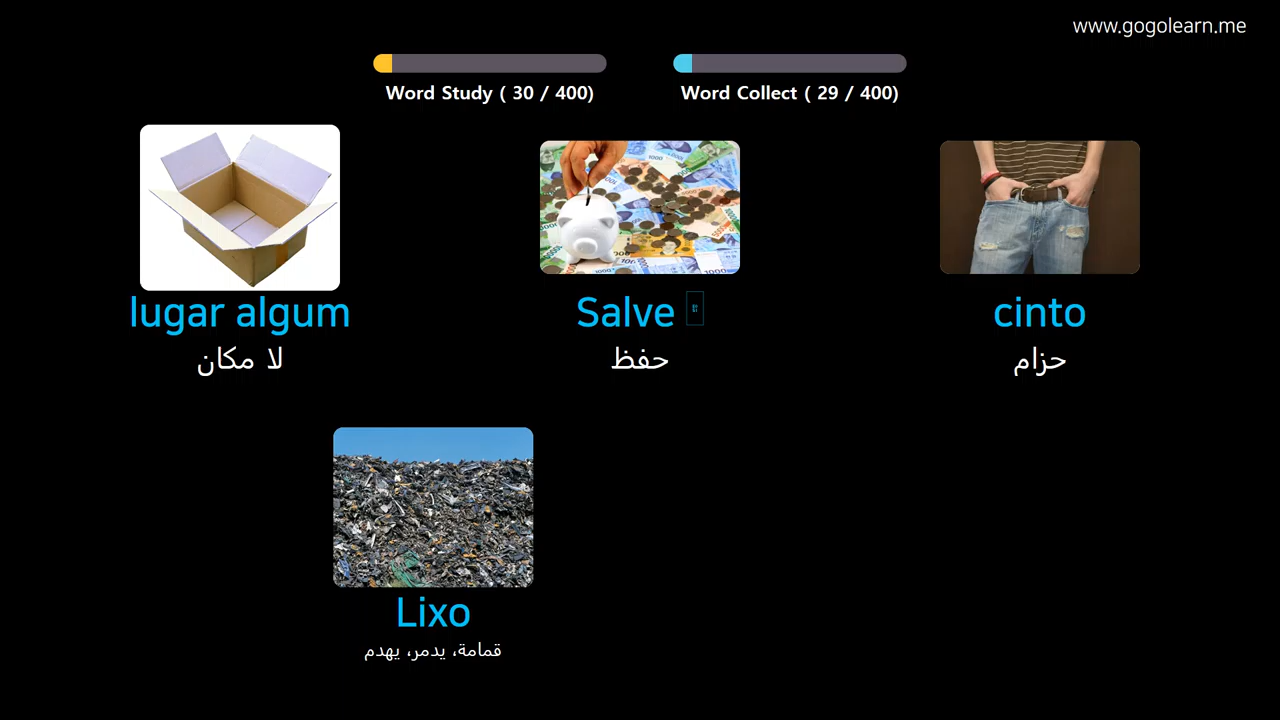 www.gogolearn.me
Word Study ( 30 / 400)
Word Collect ( 29 / 400)
lugar algum
لا مكان
Salve
حفظ
cinto
حزام
Lixo
قمامة، يدمر، يهدم